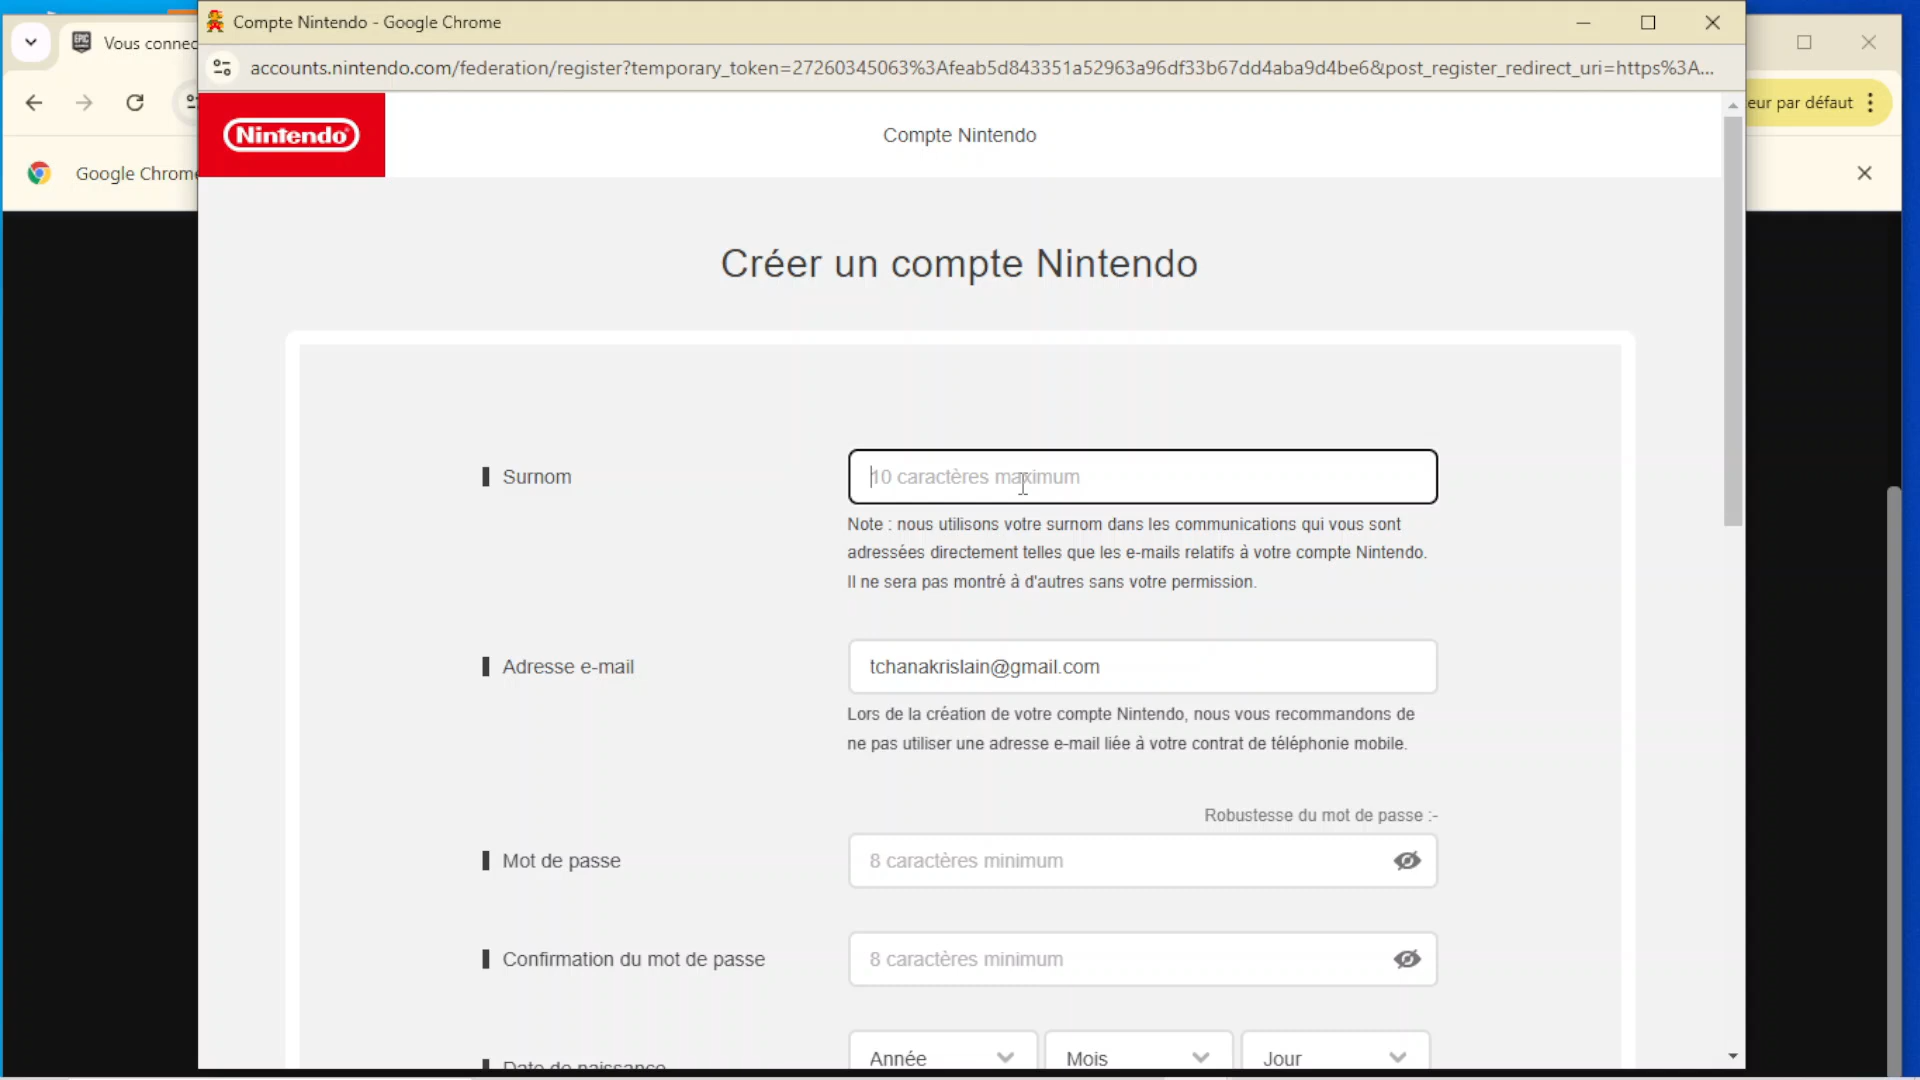 Compte Nintendo - Google Chrome
Vous connec
accounts.nintendo.com/federation/register?temporary_token=27260345063%3Afeab5d843351a52963a96df33b67dd4aba9d4be6&post_register_redirect_uri=https%3A...
eur par défaut
Nintendo
Compte Nintendo
Google Chrome
Créer un compte Nintendo
Surnom
10 caractères maximum
Note : nous utilisons votre surnom dans les communications qui vous sont
adressées directement telles que les e-mails relatifs à votre compte Nintendo.
Il ne sera pas montré à d'autres sans votre permission.
Adresse e-mail
tchanakrislain@gmail.com
Lors de la création de votre compte Nintendo, nous vous recommandons de
ne pas utiliser une adresse e-mail liée à votre contrat de téléphonie mobile.
Robustesse du mot de passe :-
Mot de passe
8 caractères minimum
Confirmation du mot de passe
8 caractères minimum
Date de naissance
Année
Mois
Jour